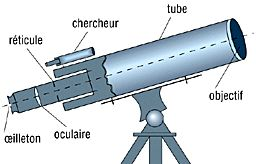 tube
chercheur
réticule
objectif
œilleton
oculaire